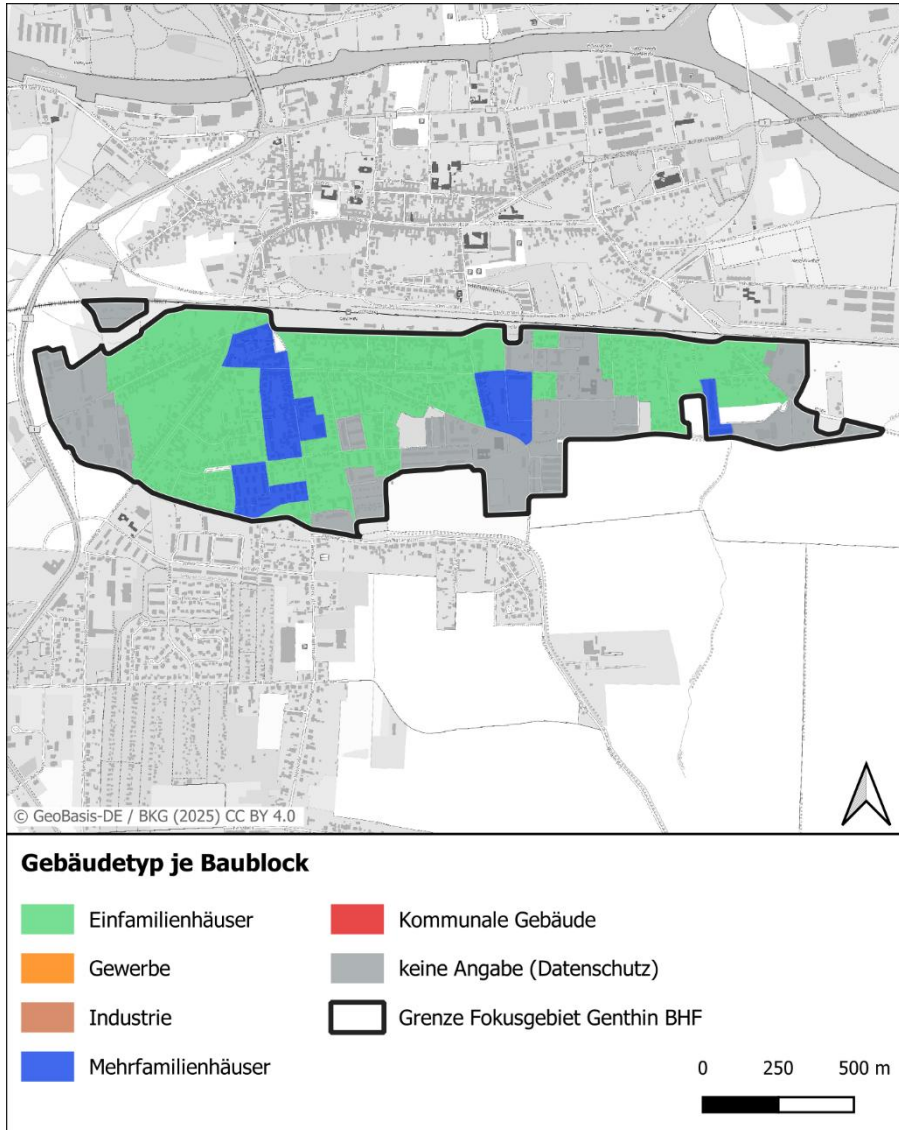 © GeoBasis-DE / BKG (2025) CC BY 4.0
Gebäudetyp je Baublock
Einfamilienhäuser
Gewerbe
Industrie
Mehrfamilienhäuser
Kommunale Gebäude
keine Angabe (Datenschutz)
Grenze Fokusgebiet Genthin BHF
0 250 500 m